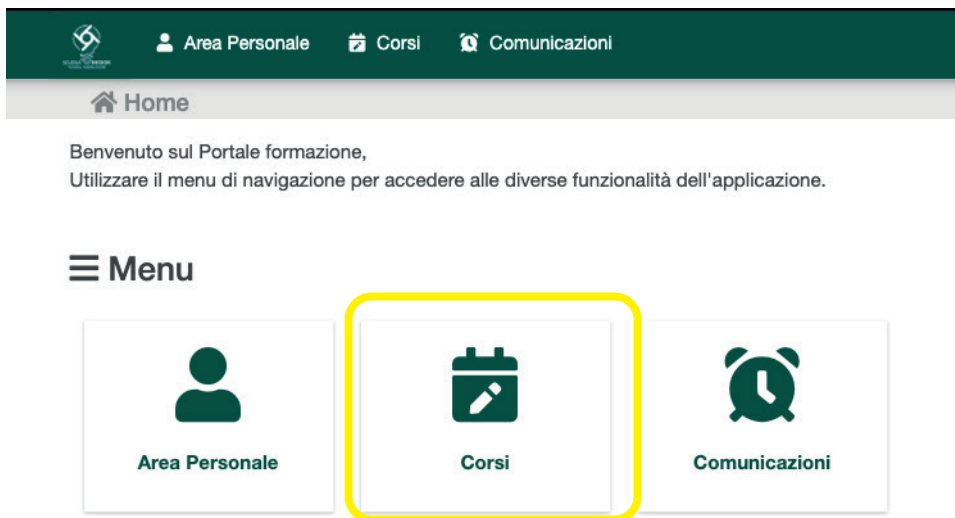 Area Personale Corsi Comunicazioni
Home
Benvenuto sul Portale formazione,
Utilizzare il menu di navigazione per accedere alle diverse funzionalità dell'applicazione.
Menu
Area Personale Corsi Comunicazioni